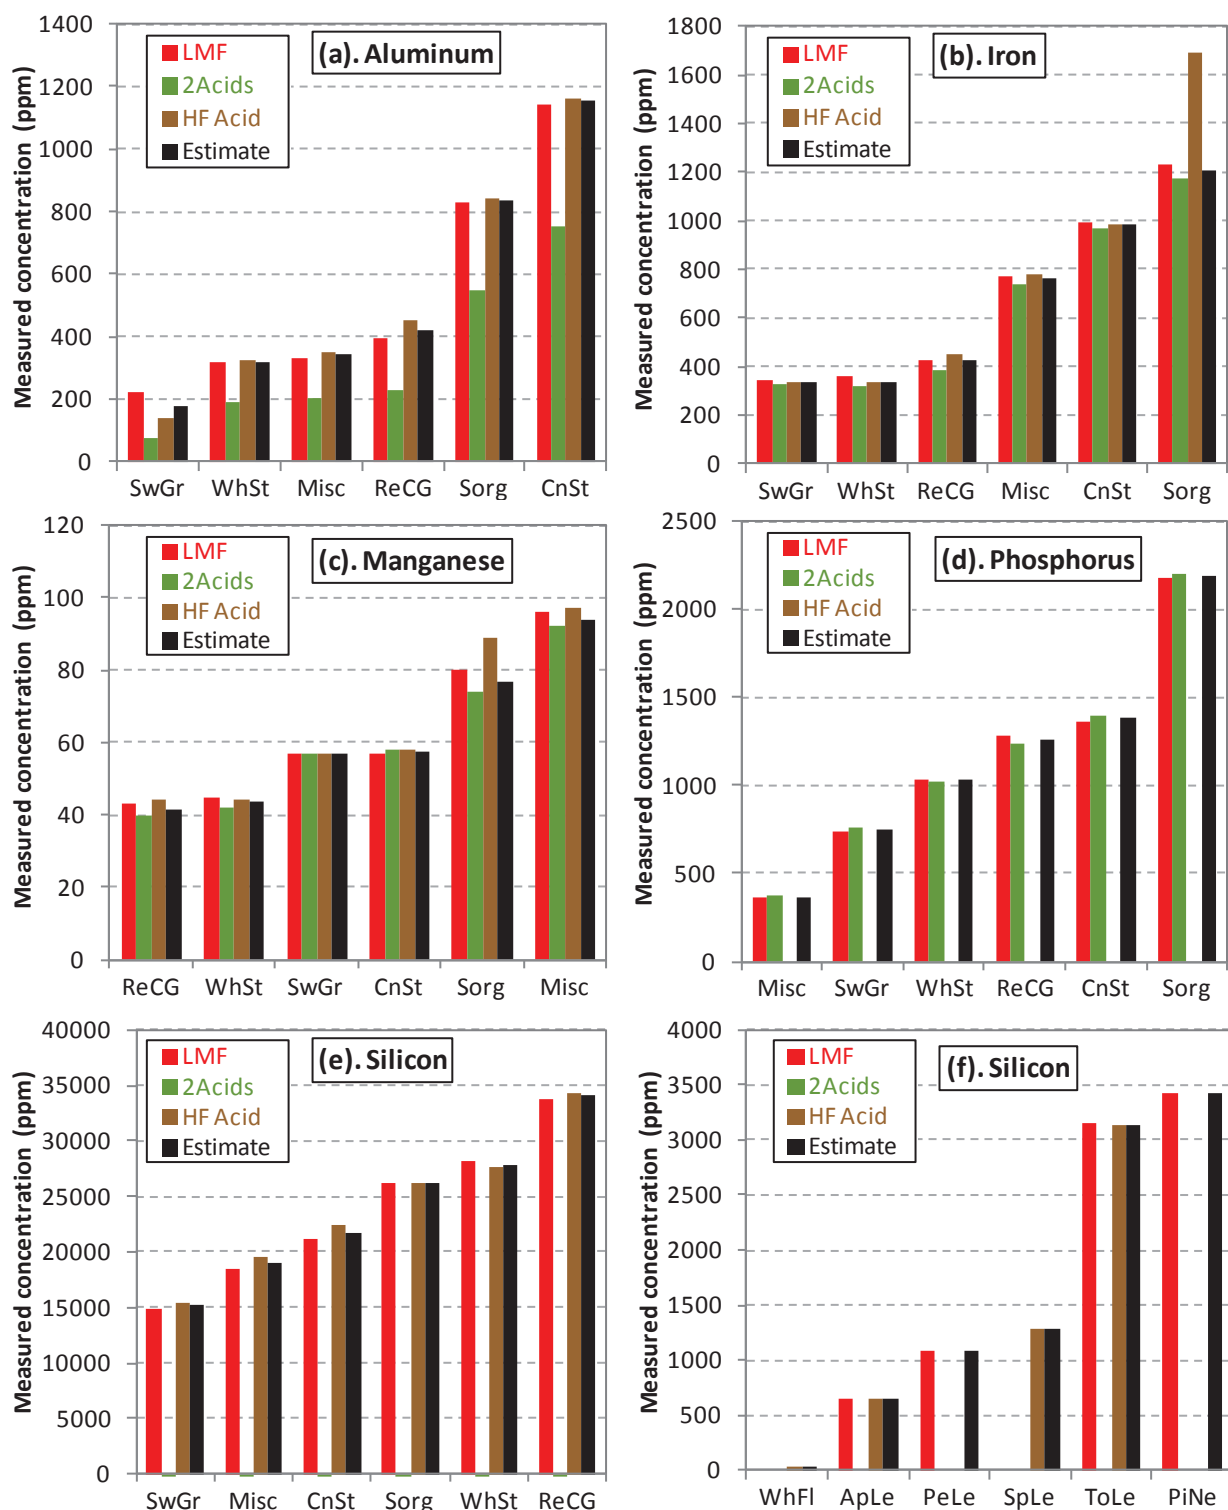 (a). Aluminum
Measured concentration (ppm)
1400
1200
1000
800
600
400
200
0
LMF
2Acids
HF Acid
Estimate
SwGr WhSt Misc ReCG Sorg CnSt
(b). Iron
Measured concentration (ppm)
1800
1600
1400
1200
1000
800
600
400
200
0
LMF
2Acids
HF Acid
Estimate
SwGr WhSt ReCG Misc CnSt Sorg
(c). Manganese
Measured concentration (ppm)
120
100
80
60
40
20
0
LMF
2Acids
HF Acid
Estimate
ReCG WhSt SwGr CnSt Sorg Misc
(d). Phosphorus
Measured concentration (ppm)
2500
2000
1500
1000
500
0
LMF
2Acids
HF Acid
Estimate
Misc SwGr WhSt ReCG CnSt Sorg
(e). Silicon
Measured concentration (ppm)
40000
35000
30000
25000
20000
15000
10000
5000
0
LMF
2Acids
HF Acid
Estimate
SwGr Misc CnSt Sorg WhSt ReCG
(f). Silicon
Measured concentration (ppm)
4000
3500
3000
2500
2000
1500
1000
500
0
LMF
2Acids
HF Acid
Estimate
WhFl ApLe PeLe SpLe ToLe PiNe